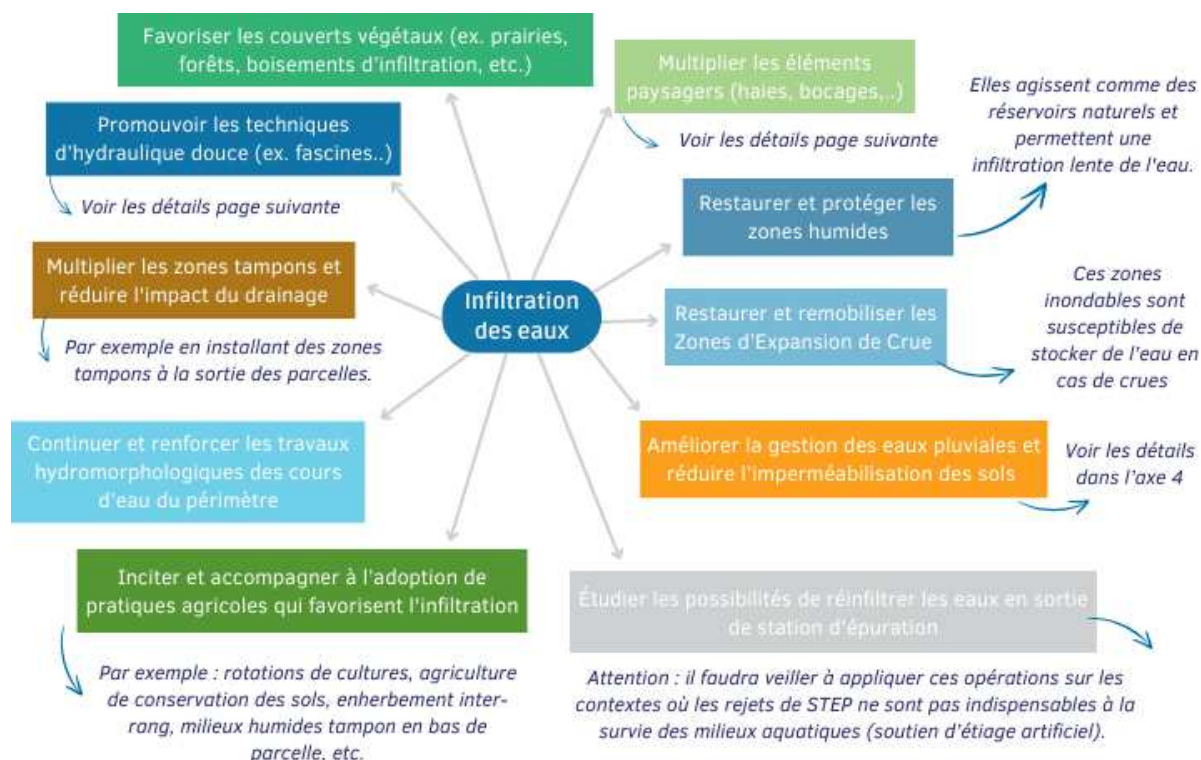 Favoriser les couverts végétaux (ex. prairies,
forêts, boisements d'infiltration, etc.)
Multiplier les éléments
paysagers (haies, bocages,..)
Voir les détails page suivante
Elles agissent comme des
réservoirs naturels et
permettent une
infiltration lente de l'eau.
Promouvoir les techniques
d'hydraulique douce (ex. fascines..)
Voir les détails page suivante
Restaurer et protéger les
zones humides
Multiplier les zones tampons et
réduire l'impact du drainage
Par exemple en installant des zones
tampons à la sortie des parcelles.
Infiltration
des eaux
Restaurer et remobiliser les
Zones d'Expansion de Crue
Ces zones
inondables sont
susceptibles de
stocker de l'eau en
cas de crues
Continuer et renforcer les travaux
hydromorphologiques des cours
d'eau du périmètre
Améliorer la gestion des eaux pluviales et
réduire l'imperméabilisation des sols
Voir les détails
dans l'axe 4
Inciter et accompagner à l'adoption de
pratiques agricoles qui favorisent l'infiltration
Par exemple : rotations de cultures, agriculture
de conservation des sols, enherbement inter-
rang, milieux humides tampon en bas de
parcelle, etc.
Étudier les possibilités de réinfiltrer les eaux en sortie
de station d'épuration
Attention : il faudra veiller à appliquer ces opérations sur les
contextes où les rejets de STEP ne sont pas indispensables à la
survie des milieux aquatiques (soutien d'étiage artificiel).